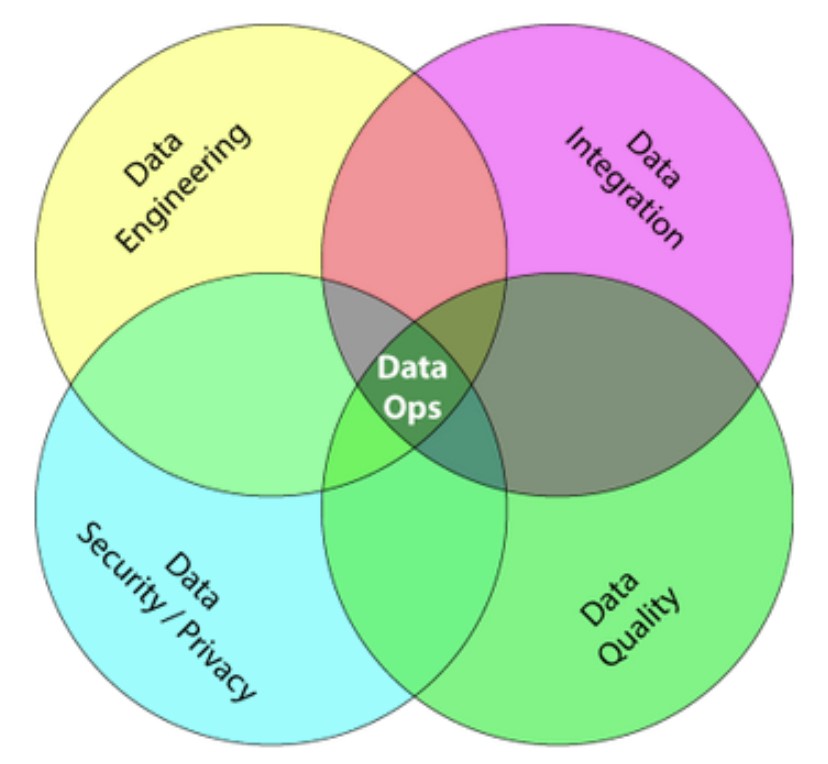 Data
Engineering
Data
Integration
Data
Ops
Data
Security / Privacy
Data
Quality